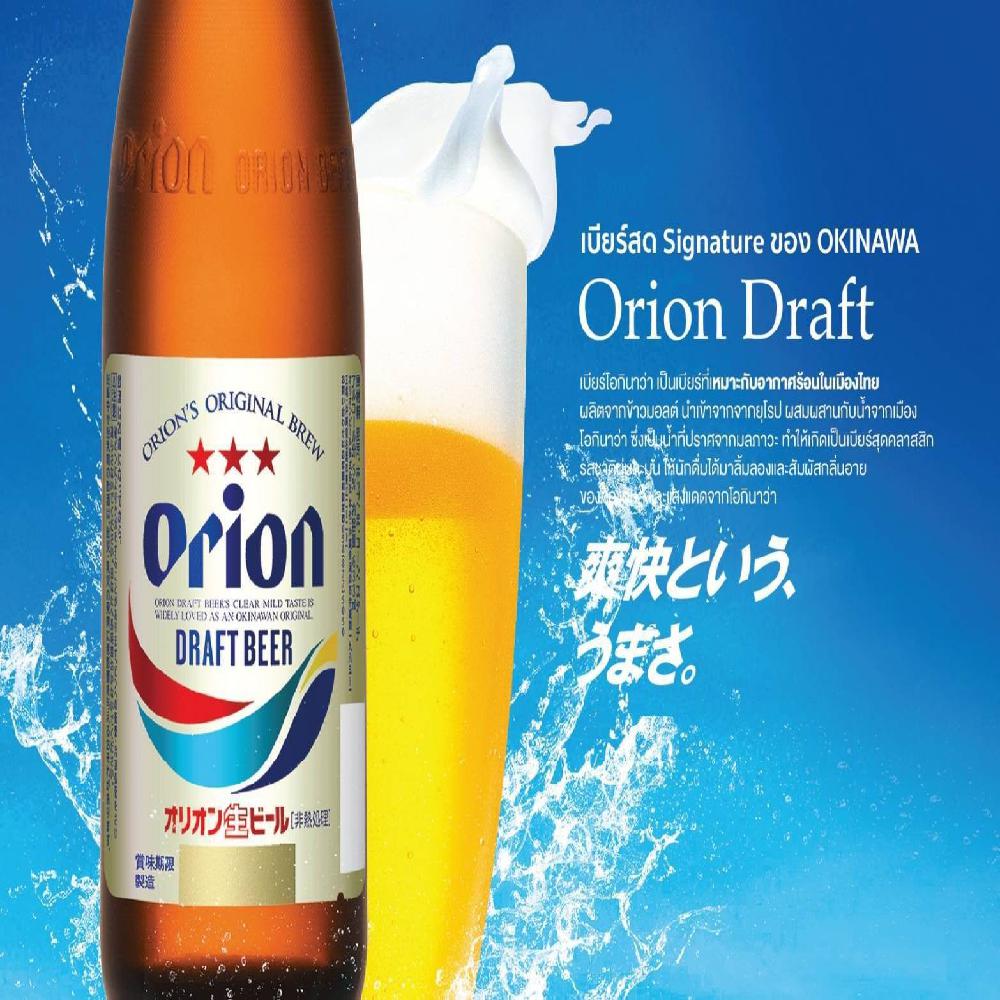 orion ORION BEER
ORION'S ORIGINAL BREW
orion
ORION DRAFT BEER'S CLEAR MILD TASTE IS
WIDELY LOVED AS AN OKINAWAN ORIGINAL.
DRAFT BEER
オリオン生ビール[非熱処理]
賞味期限
製造
เบียร์สด Signature ของ OKINAWA
Orion Draft
เบียร์โอกินาว่า เป็นเบียร์ที่เหมาะกับอากาศร้อนในเมืองไทย
ผลิตจากข้าวมอลต์ นำเข้าจากจากยุโรป ผสมผสานกับน้ำจากเมือง
โอกินาว่า ซึ่งเป็นน้ำที่ปราศจากมลภาวะ ทำให้เกิดเป็นเบียร์สุดคลาสสิก
ให้นักดื่มได้มาลิ้มลองและสัมผัสกลิ่นอาย
แสงแดดจากโอกินาว่า
爽快という、
うまさ。